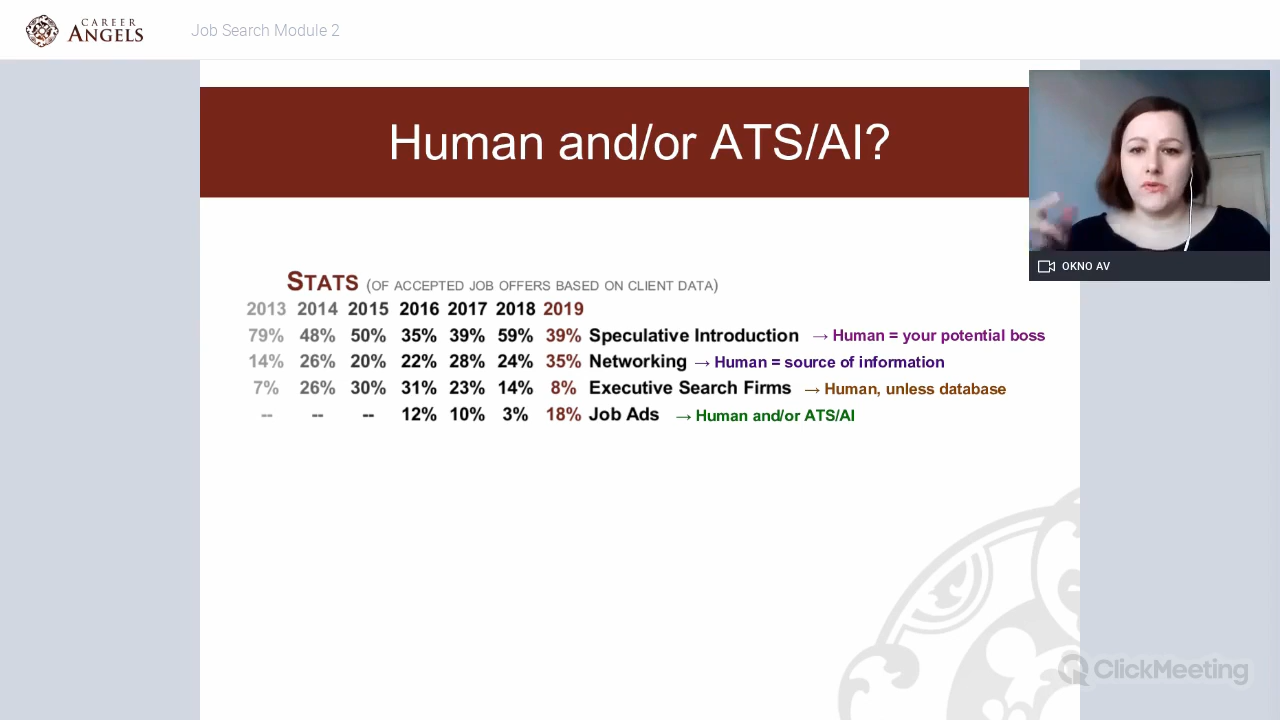 CAREER
ANGELS
Job Search Module 2
Human and/or ATS/AI?
OKNO AV
STATS (OF ACCEPTED JOB OFFERS BASED ON CLIENT DATA)
2013 2014 2015 2016 2017 2018 2019
79% 48% 50% 35% 39% 59% 39% Speculative Introduction → Human = your potential boss
14% 26% 20% 22% 28% 24% 35% Networking → Human = source of information
7% 26% 30% 31% 23% 14% 8% Executive Search Firms → Human, unless database
-- -- -- 12% 10% 3% 18% Job Ads → Human and/or ATS/AI
ClickMeeting